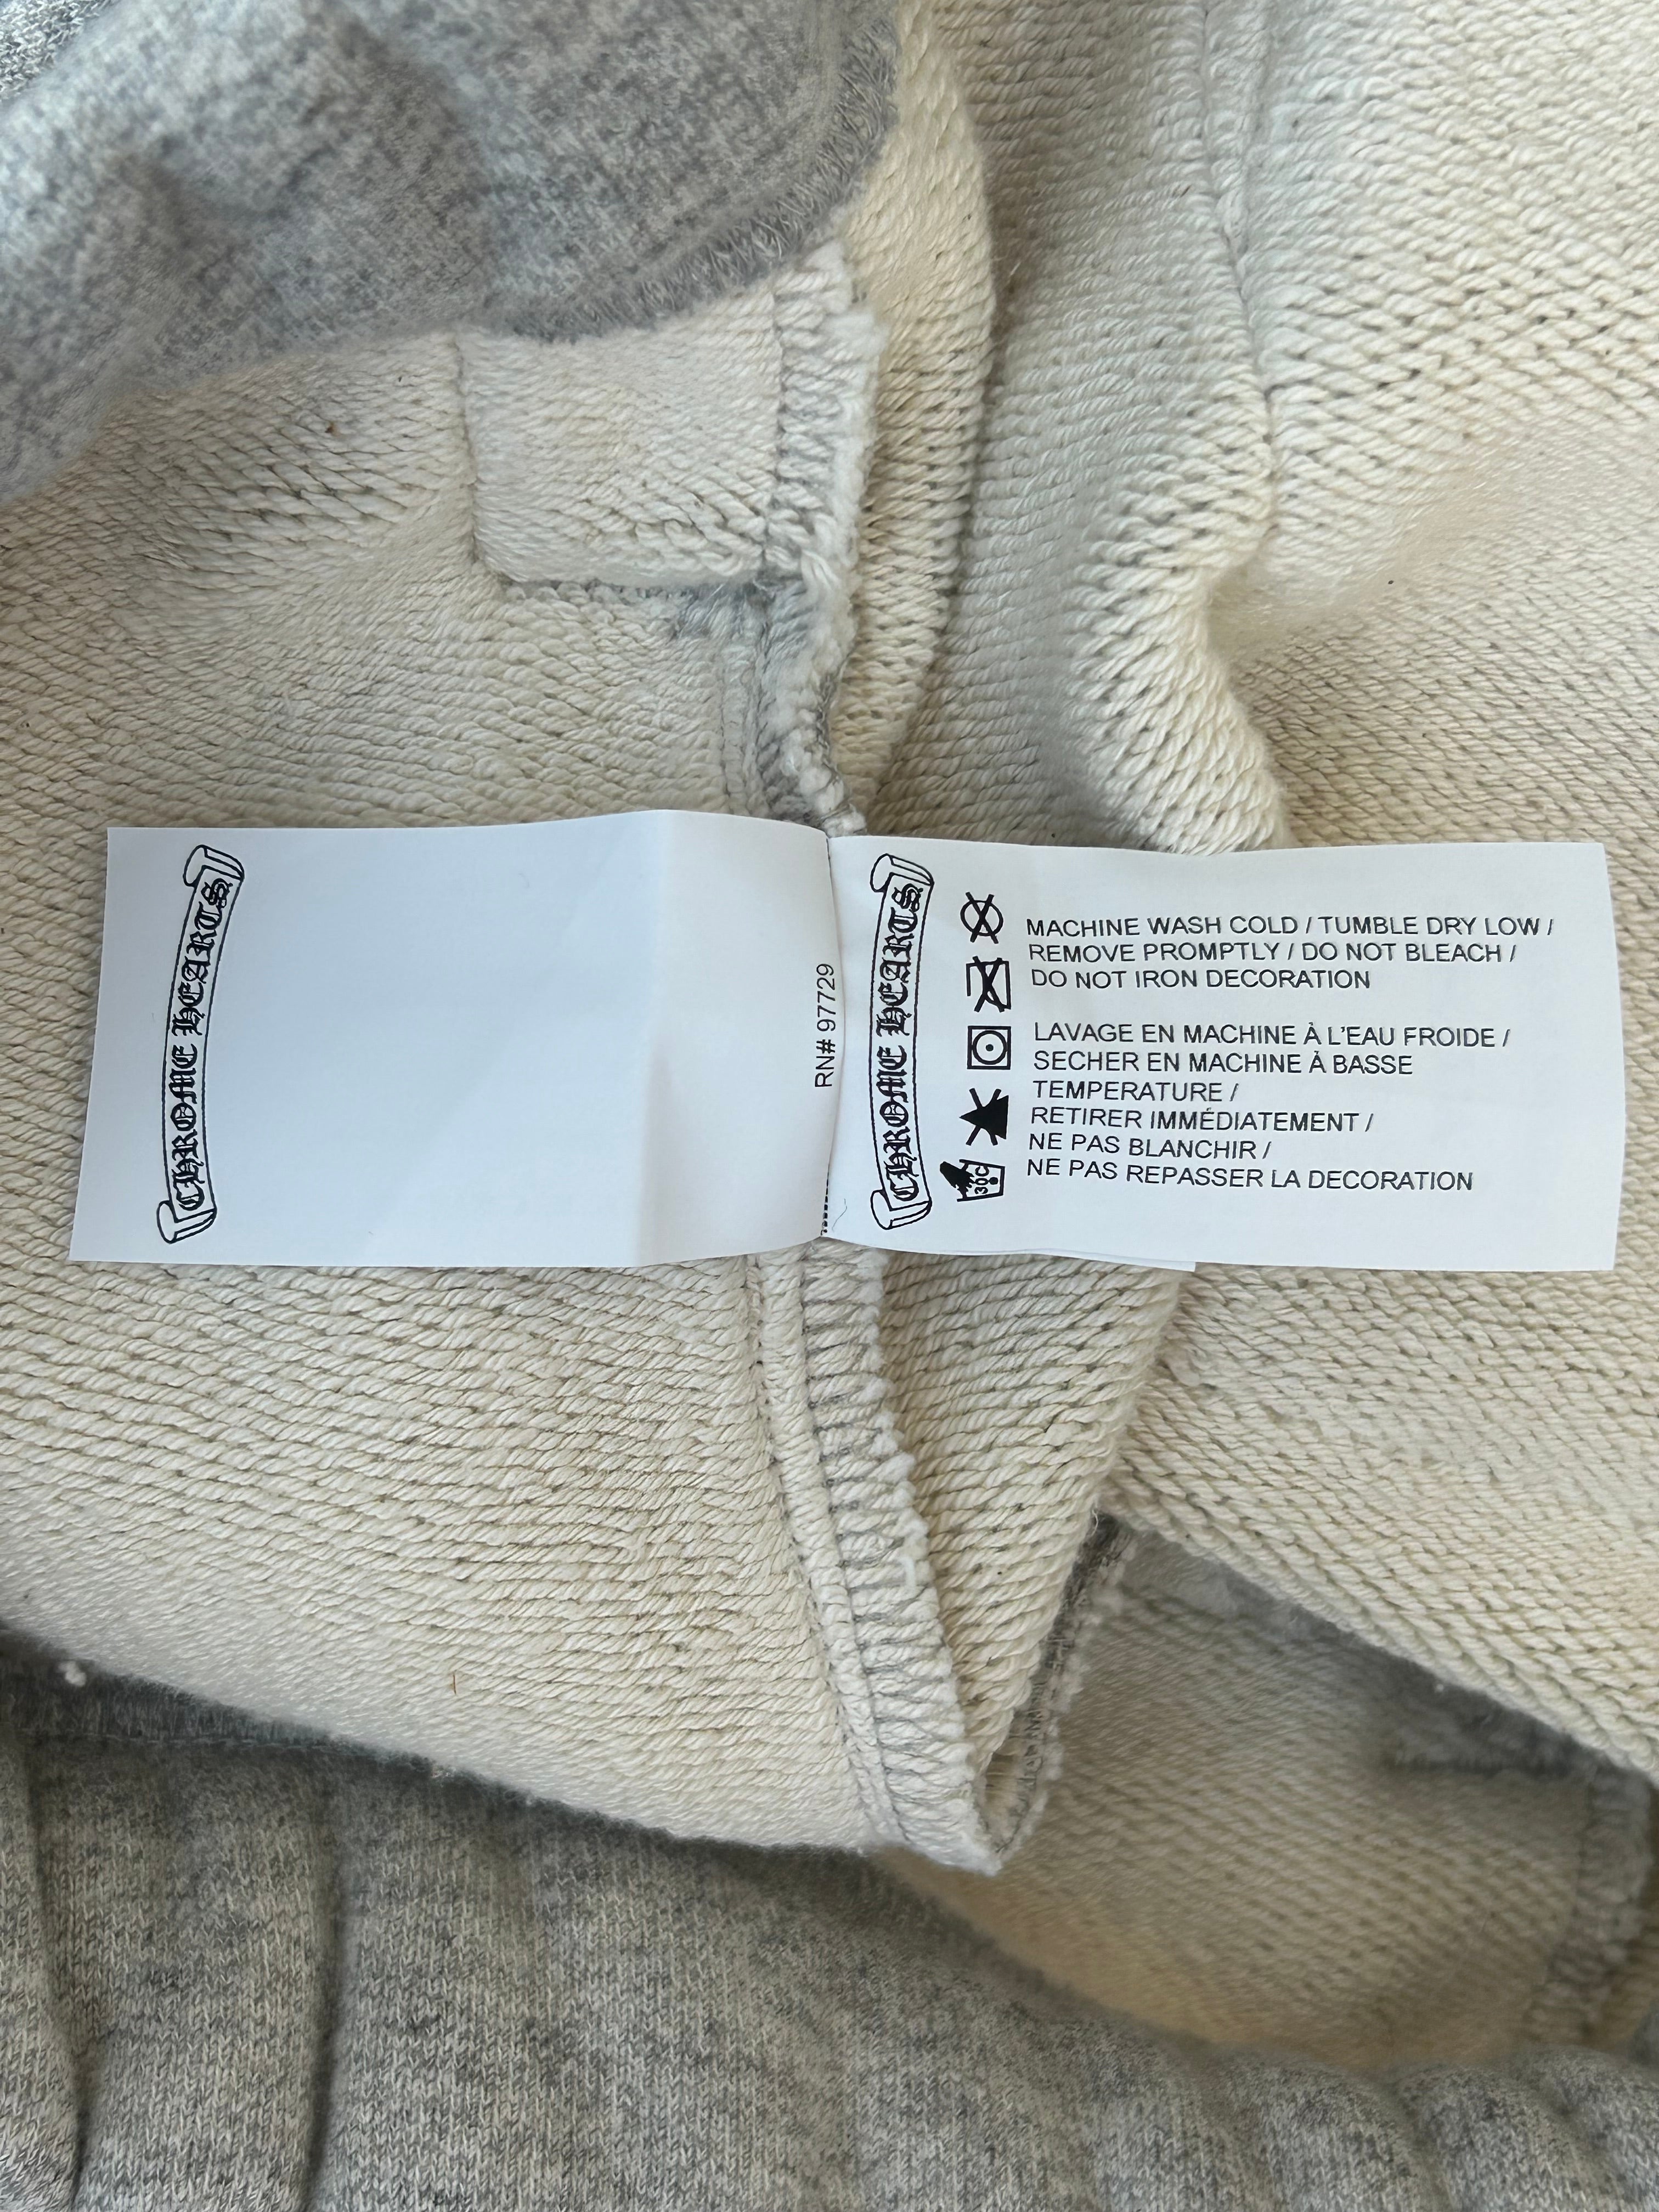 CHROME HEARTS
RN# 97729
CHROME HEARTS
MACHINE WASH COLD / TUMBLE DRY LOW /
REMOVE PROMPTLY / DO NOT BLEACH /
DO NOT IRON DECORATION
LAVAGE EN MACHINE À L'EAU FROIDE /
SECHER EN MACHINE À BASSE
TEMPERATURE /
RETIRER IMMÉDIATEMENT /
NE PAS BLANCHIR /
NE PAS REPASSER LA DECORATION
30C